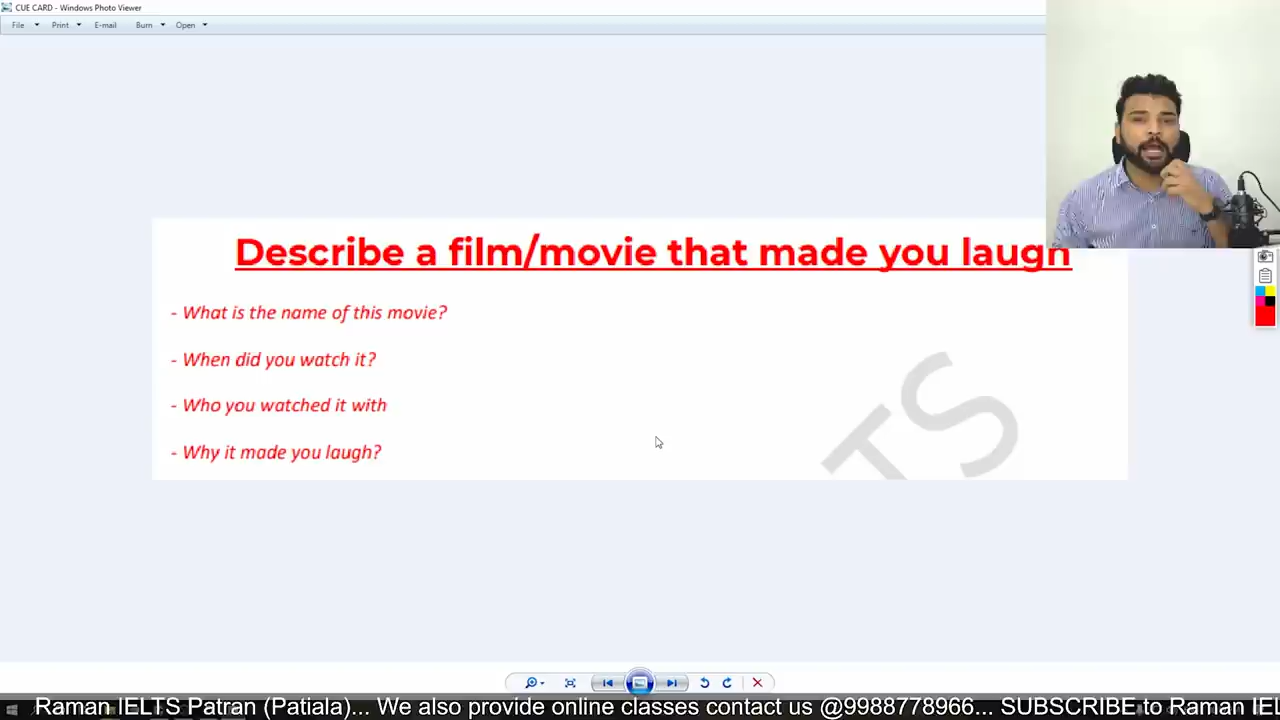 CUE CARD - Windows Photo Viewer
File Print E-mail Burn Open
Describe a film/movie that made you laugh
- What is the name of this movie?
- When did you watch it?
- Who you watched it with
- Why it made you laugh?
TS
Raman IELTS Patran (Patiala)... We also provide online classes contact us @9988778966... SUBSCRIBE to Raman IEL